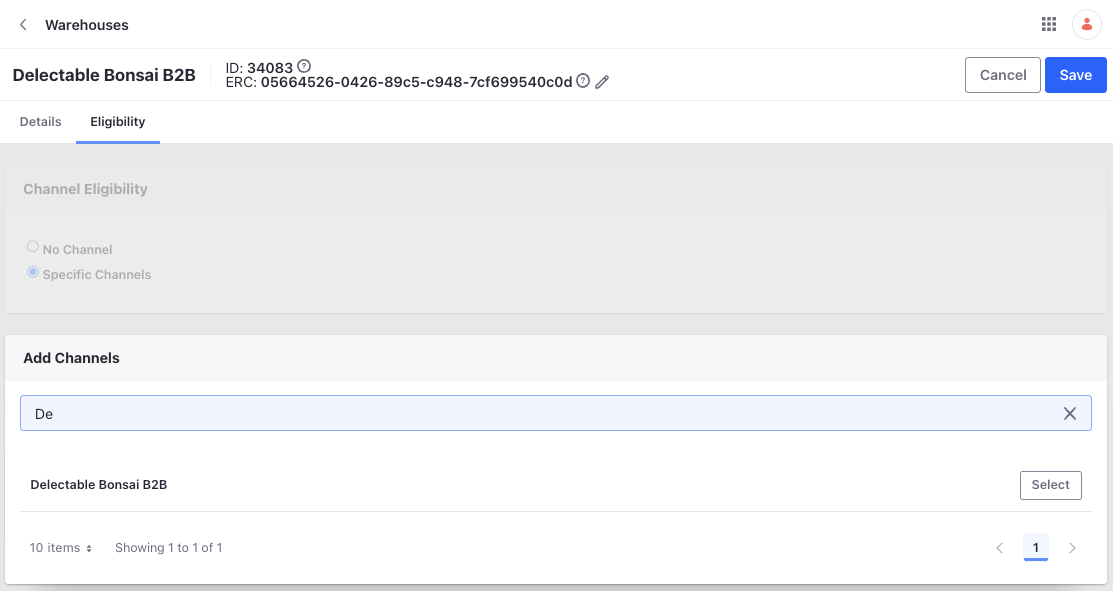 Warehouses
Delectable Bonsai B2B
ID: 34083
ERC: 05664526-0426-89c5-c948-7cf699540c0d
Cancel
Save
Details
Eligibility
Channel Eligibility
No Channel
Specific Channels
Add Channels
De
Delectable Bonsai B2B
Select
10 items
Showing 1 to 1 of 1
1